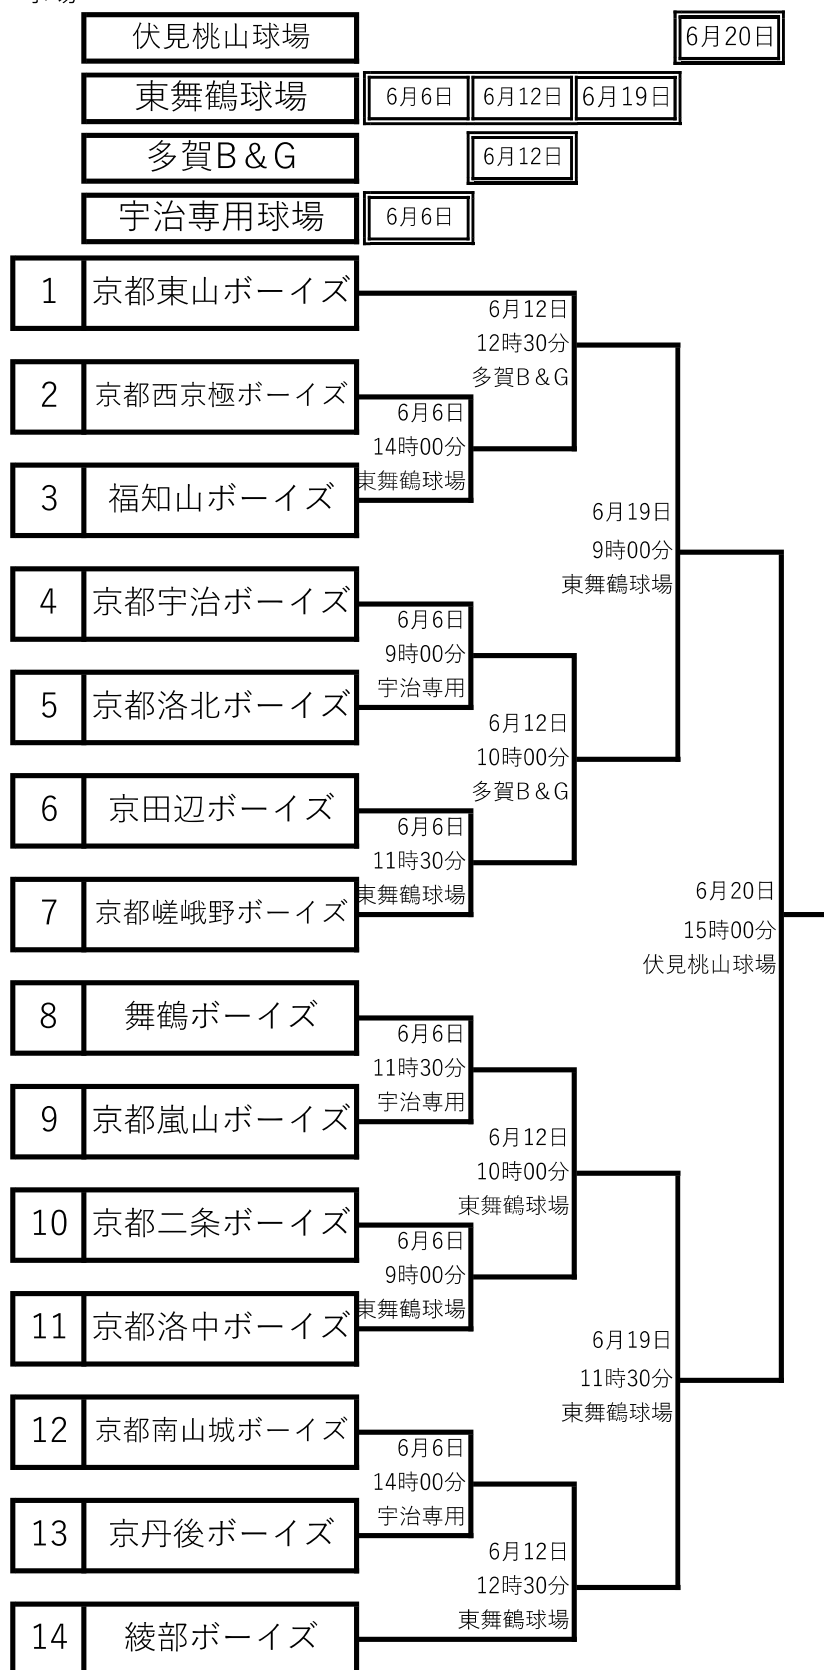 伏見桃山球場 6月20日
東舞鶴球場 6月6日 6月12日 6月19日
多賀B＆G 6月12日
宇治専用球場 6月6日
1 京都東山ボーイズ
6月12日
12時30分
多賀B＆G
2 京都西京極ボーイズ
6月6日
14時00分
東舞鶴球場
3 福知山ボーイズ
6月19日
9時00分
東舞鶴球場
4 京都宇治ボーイズ
6月6日
9時00分
宇治専用
5 京都洛北ボーイズ
6月12日
10時00分
多賀B＆G
6 京田辺ボーイズ
6月6日
11時30分
東舞鶴球場
7 京都嵯峨野ボーイズ
6月20日
15時00分
伏見桃山球場
8 舞鶴ボーイズ
6月6日
11時30分
宇治専用
9 京都嵐山ボーイズ
6月12日
10時00分
東舞鶴球場
10 京都二条ボーイズ
6月6日
9時00分
東舞鶴球場
11 京都洛中ボーイズ
6月19日
11時30分
東舞鶴球場
12 京都南山城ボーイズ
6月6日
14時00分
宇治専用
13 京丹後ボーイズ
6月12日
12時30分
東舞鶴球場
14 綾部ボーイズ